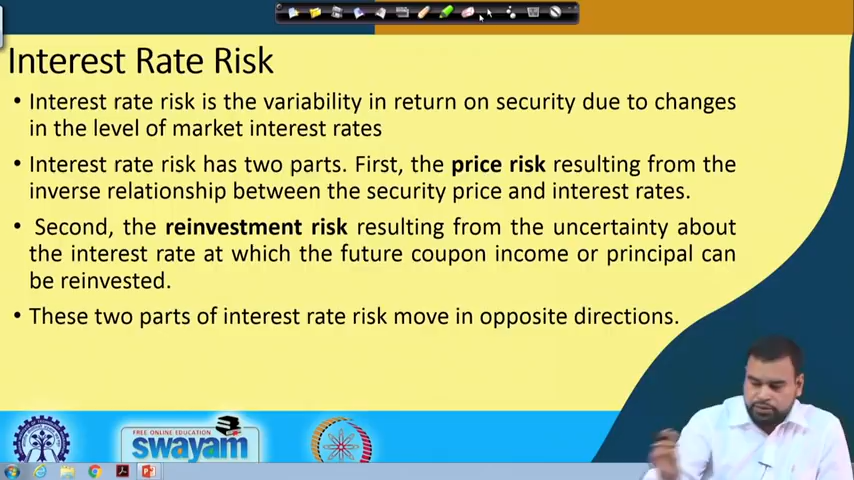 Interest Rate Risk
• Interest rate risk is the variability in return on security due to changes
in the level of market interest rates
• Interest rate risk has two parts. First, the price risk resulting from the
inverse relationship between the security price and interest rates.
• Second, the reinvestment risk resulting from the uncertainty about
the interest rate at which the future coupon income or principal can
be reinvested.
• These two parts of interest rate risk move in opposite directions.
FREE ONLINE EDUCATION
swayam